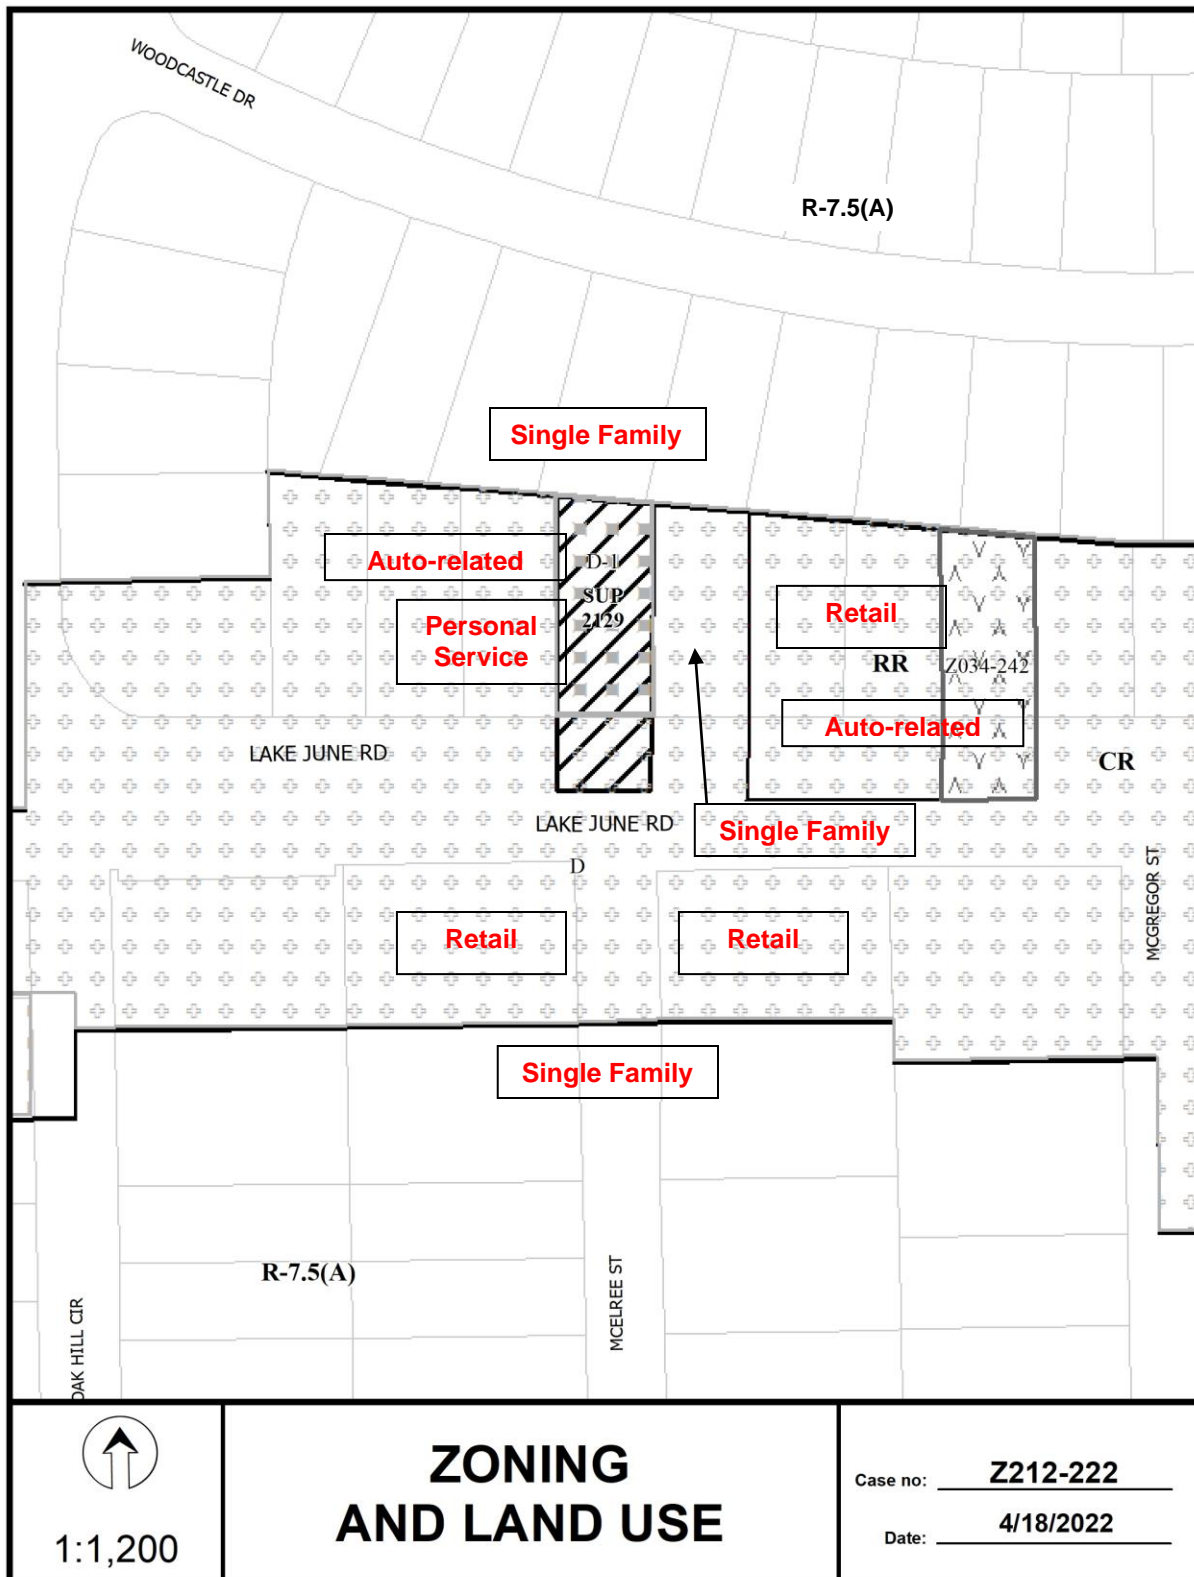 WOODCASTLE DR
R-7.5(A)
Single Family
Auto-related
D-1
SUP
2129
Personal
Service
Retail
RR
Z034-242
Auto-related
CR
LAKE JUNE RD
LAKE JUNE RD
Single Family
D
MCGREGOR ST
Retail
Retail
Single Family
R-7.5(A)
MCELREE ST
OAK HILL CIR
1:1,200
ZONING
AND LAND USE
Case no: Z212-222
Date: 4/18/2022